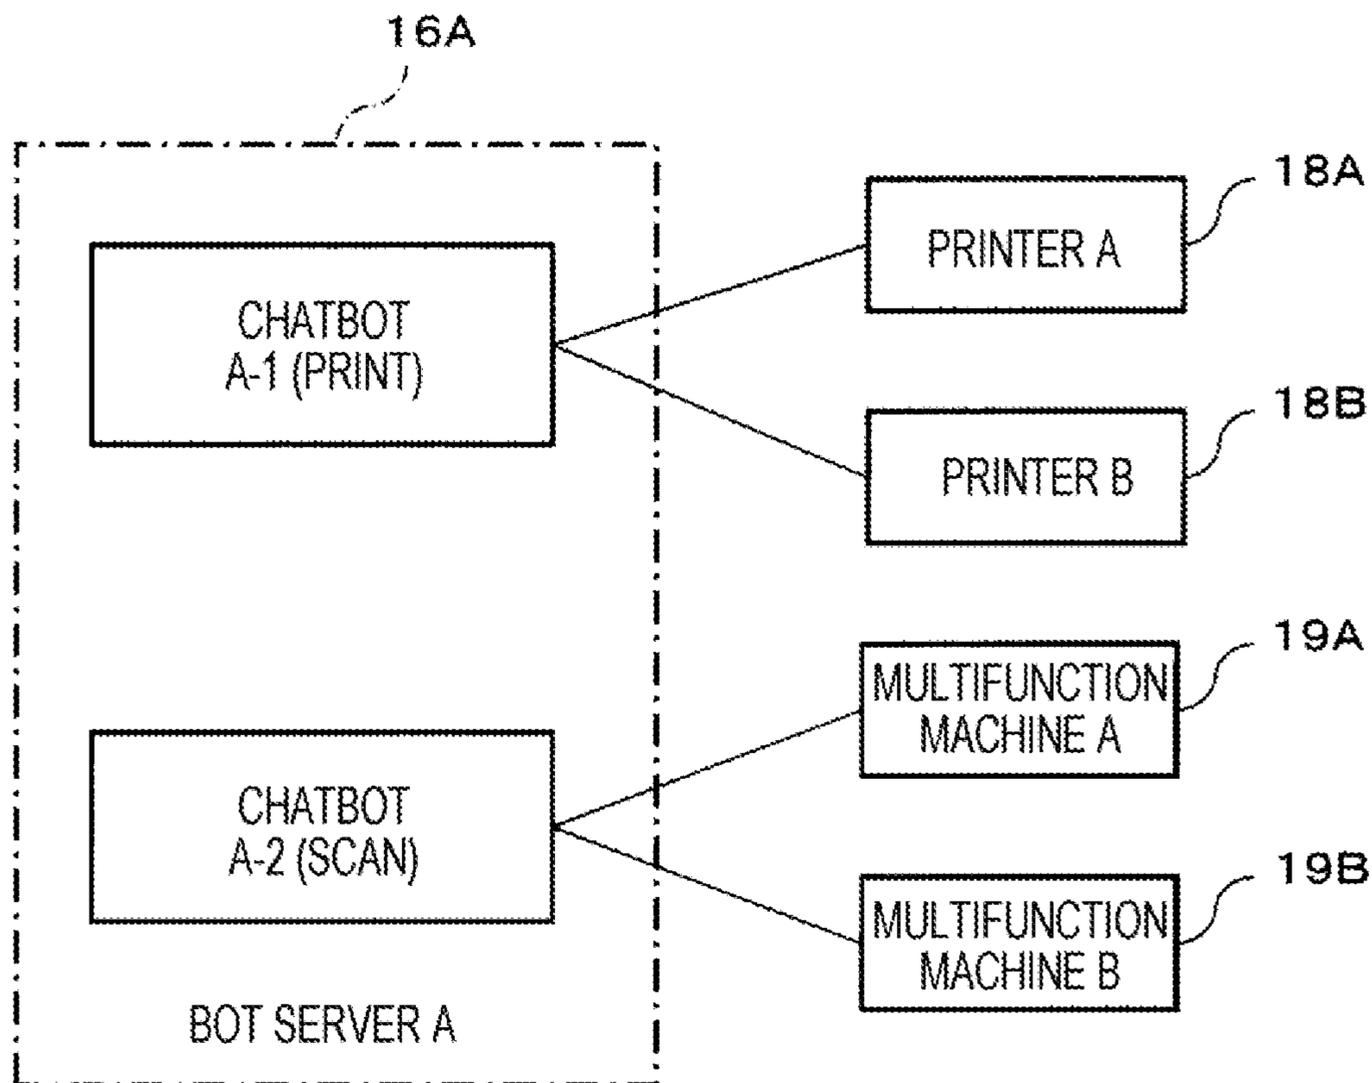 16A
CHATBOT
A-1 (PRINT)
PRINTER A
18A
PRINTER B
18B
CHATBOT
A-2 (SCAN)
MULTIFUNCTION
MACHINE A
19A
MULTIFUNCTION
MACHINE B
19B
BOT SERVER A